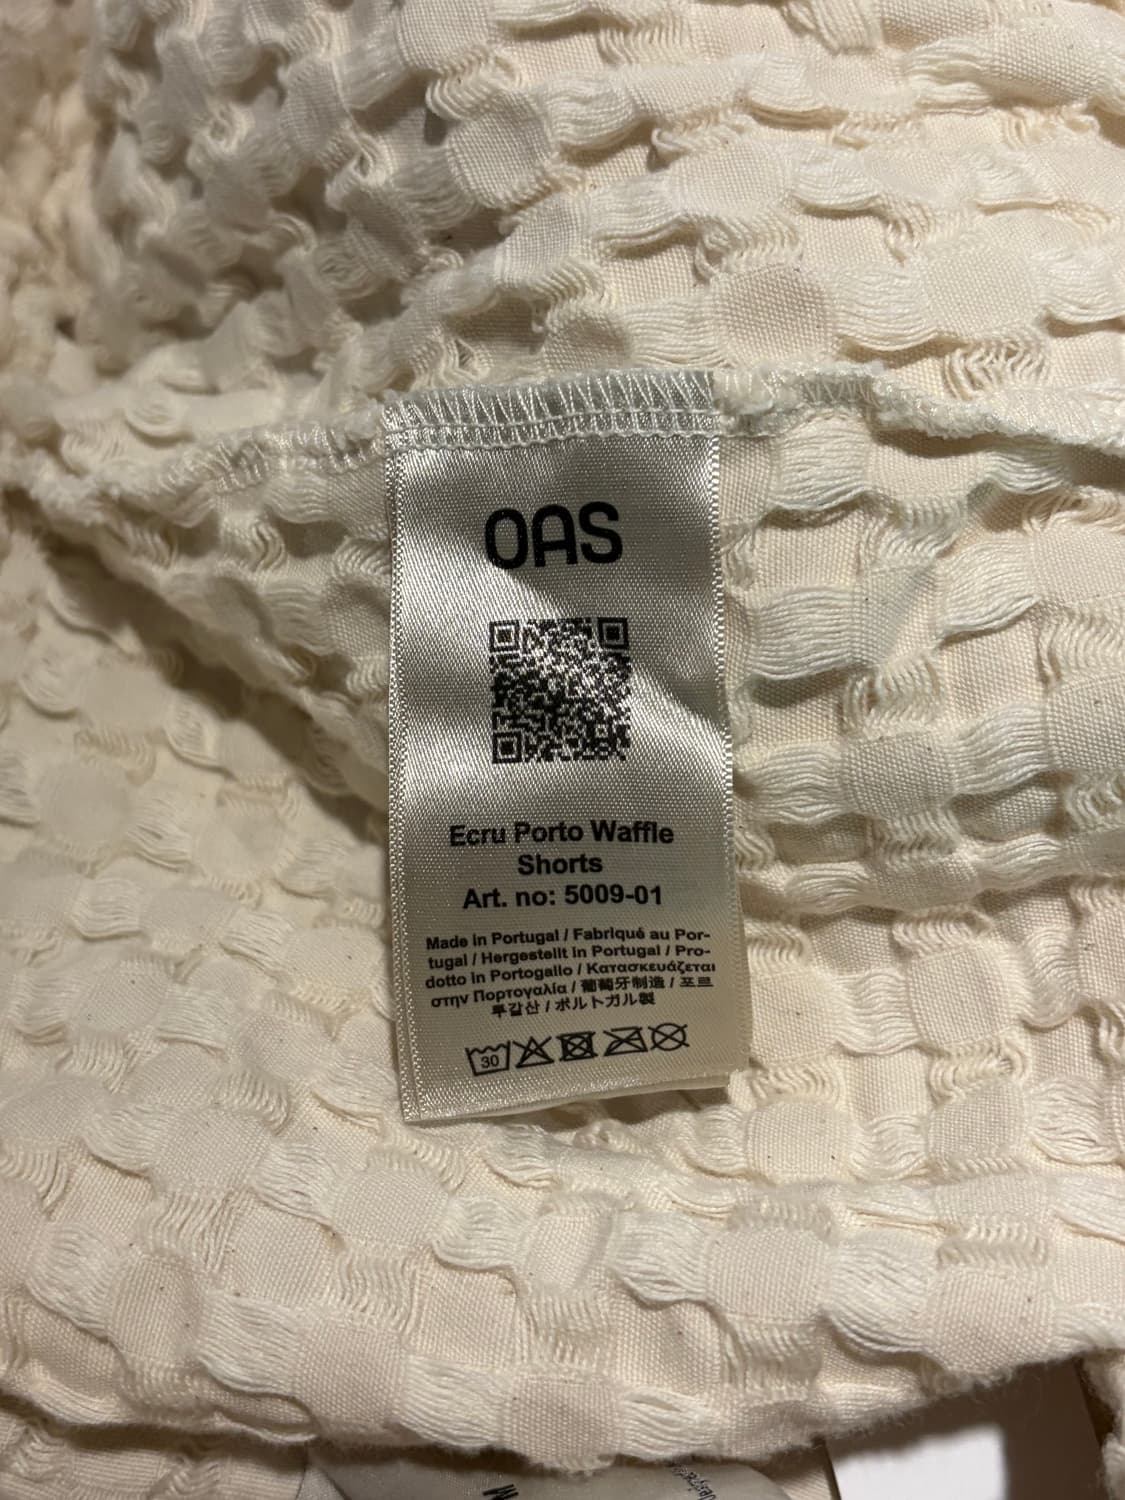 OAS
Ecru Porto Waffle
Shorts
Art. no: 5009-01
Made in Portugal / Fabriqué au Por-
tugal / Hergestellt in Portugal / Pro-
dotto in Portogallo / Κατασκευάζεται
στην Πορτογαλία / 葡萄牙制造 / 포르
투갈산 / ポルトガル製
30